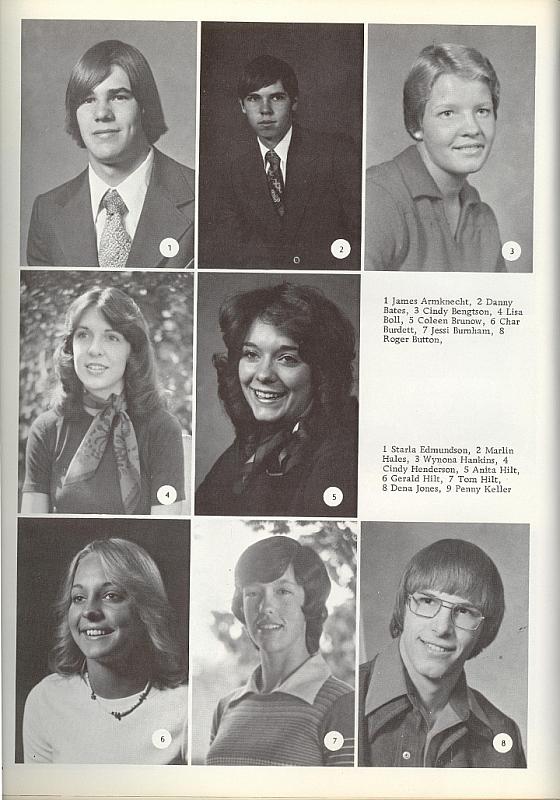 1
2
3
1 James Armknecht, 2 Danny
Bates, 3 Cindy Bengtson, 4 Lisa
Boll, 5 Coleen Brunow, 6 Char
Burdett, 7 Jessi Burnham, 8
Roger Button,
4
5
1 Starla Edmundson, 2 Marlin
Hales, 3 Wynona Hankins, 4
Cindy Henderson, 5 Anita Hilt,
6 Gerald Hilt, 7 Tom Hilt,
8 Dena Jones, 9 Penny Keller
6
7
8